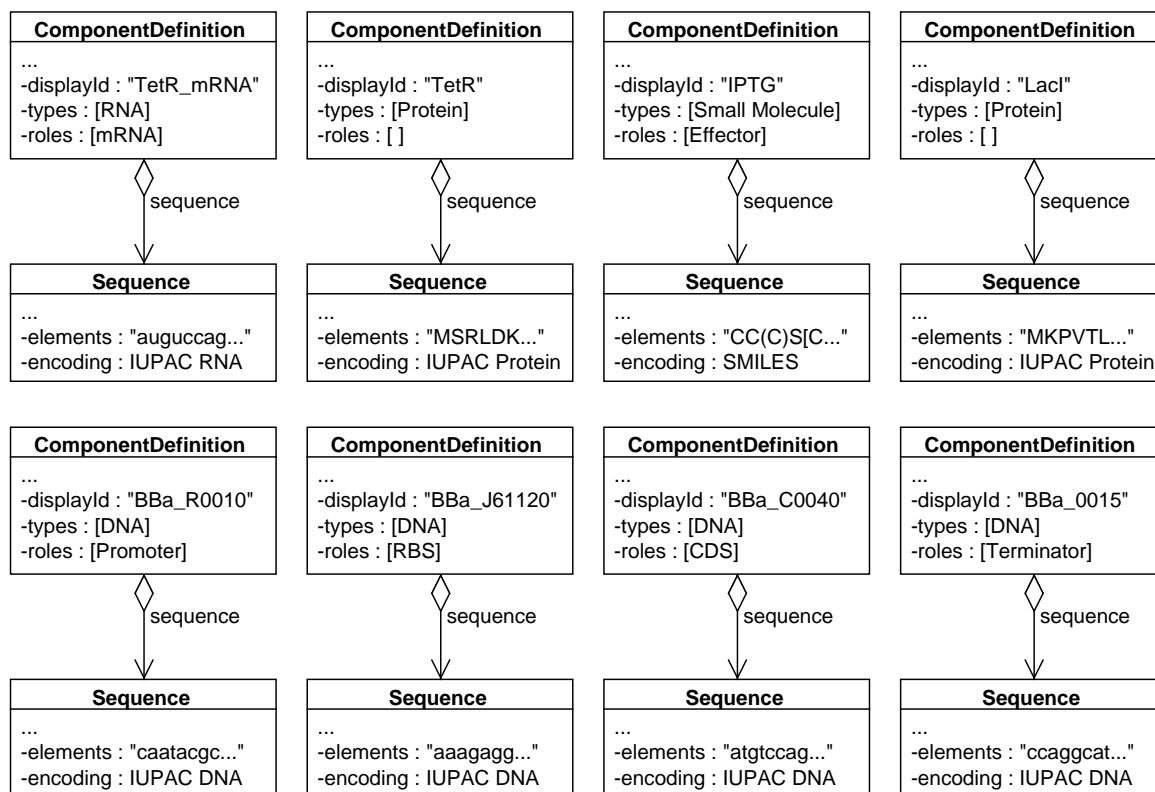 ComponentDefinition
...
-displayId : "TetR_mRNA"
-types : [RNA]
-roles : [mRNA]
sequence
Sequence
...
-elements : "auguccag..."
-encoding : IUPAC RNA
ComponentDefinition
...
-displayId : "TetR"
-types : [Protein]
-roles : [ ]
sequence
Sequence
...
-elements : "MSRLDK..."
-encoding : IUPAC Protein
ComponentDefinition
...
-displayId : "IPTG"
-types : [Small Molecule]
-roles : [Effector]
sequence
Sequence
...
-elements : "CC(C)S[C..."
-encoding : SMILES
ComponentDefinition
...
-displayId : "LacI"
-types : [Protein]
-roles : [ ]
sequence
Sequence
...
-elements : "MKPVTL..."
-encoding : IUPAC Protein
ComponentDefinition
...
-displayId : "BBa_R0010"
-types : [DNA]
-roles : [Promoter]
sequence
Sequence
...
-elements : "caatacgc..."
-encoding : IUPAC DNA
ComponentDefinition
...
-displayId : "BBa_J61120"
-types : [DNA]
-roles : [RBS]
sequence
Sequence
...
-elements : "aaagagg..."
-encoding : IUPAC DNA
ComponentDefinition
...
-displayId : "BBa_C0040"
-types : [DNA]
-roles : [CDS]
sequence
Sequence
...
-elements : "atgtccag..."
-encoding : IUPAC DNA
ComponentDefinition
...
-displayId : "BBa_0015"
-types : [DNA]
-roles : [Terminator]
sequence
Sequence
...
-elements : "ccaggcat..."
-encoding : IUPAC DNA